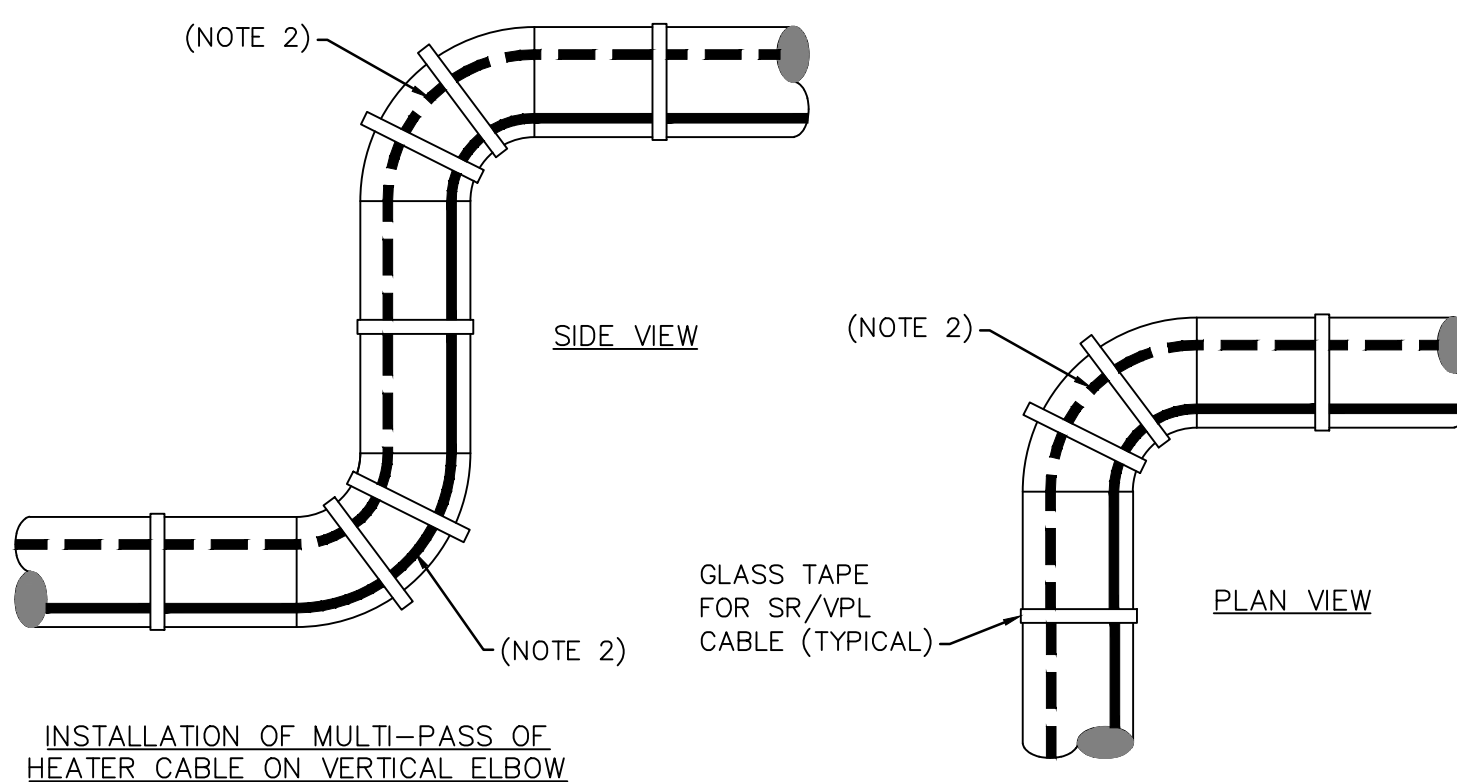 (NOTE 2)
SIDE VIEW
(NOTE 2)
GLASS TAPE
FOR SR/VPL
CABLE (TYPICAL)
PLAN VIEW
(NOTE 2)
INSTALLATION OF MULTI-PASS OF
HEATER CABLE ON VERTICAL ELBOW